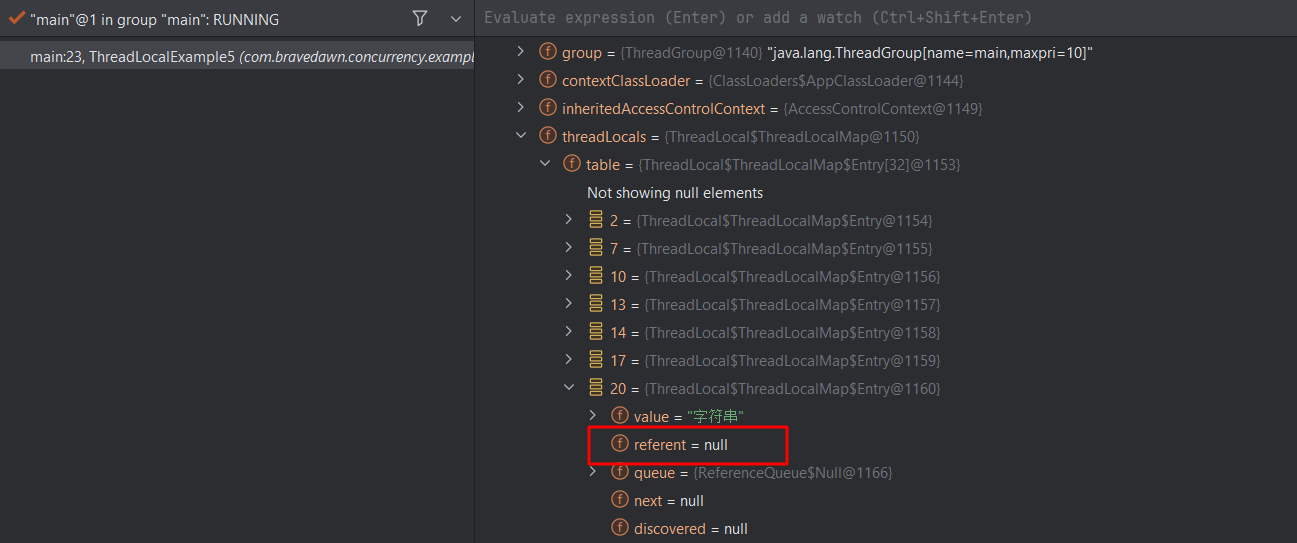 "main"@1 in group "main": RUNNING
main:23, ThreadLocalExample5 (com.bravedawn.concurrency.exampl
Evaluate expression (Enter) or add a watch (Ctrl+Shift+Enter)
group = {ThreadGroup@1140} "java.lang.ThreadGroup[name=main,maxpri=10]"
contextClassLoader = {ClassLoaders$AppClassLoader@1144}
inheritedAccessControlContext = {AccessControlContext@1149}
threadLocals = {ThreadLocal$ThreadLocalMap@1150}
table = {ThreadLocal$ThreadLocalMap$Entry[32]@1153}
Not showing null elements
2 = {ThreadLocal$ThreadLocalMap$Entry@1154}
7 = {ThreadLocal$ThreadLocalMap$Entry@1155}
10 = {ThreadLocal$ThreadLocalMap$Entry@1156}
13 = {ThreadLocal$ThreadLocalMap$Entry@1157}
14 = {ThreadLocal$ThreadLocalMap$Entry@1158}
17 = {ThreadLocal$ThreadLocalMap$Entry@1159}
20 = {ThreadLocal$ThreadLocalMap$Entry@1160}
value = "字符串"
referent = null
queue = {ReferenceQueue$Null@1166}
next = null
discovered = null